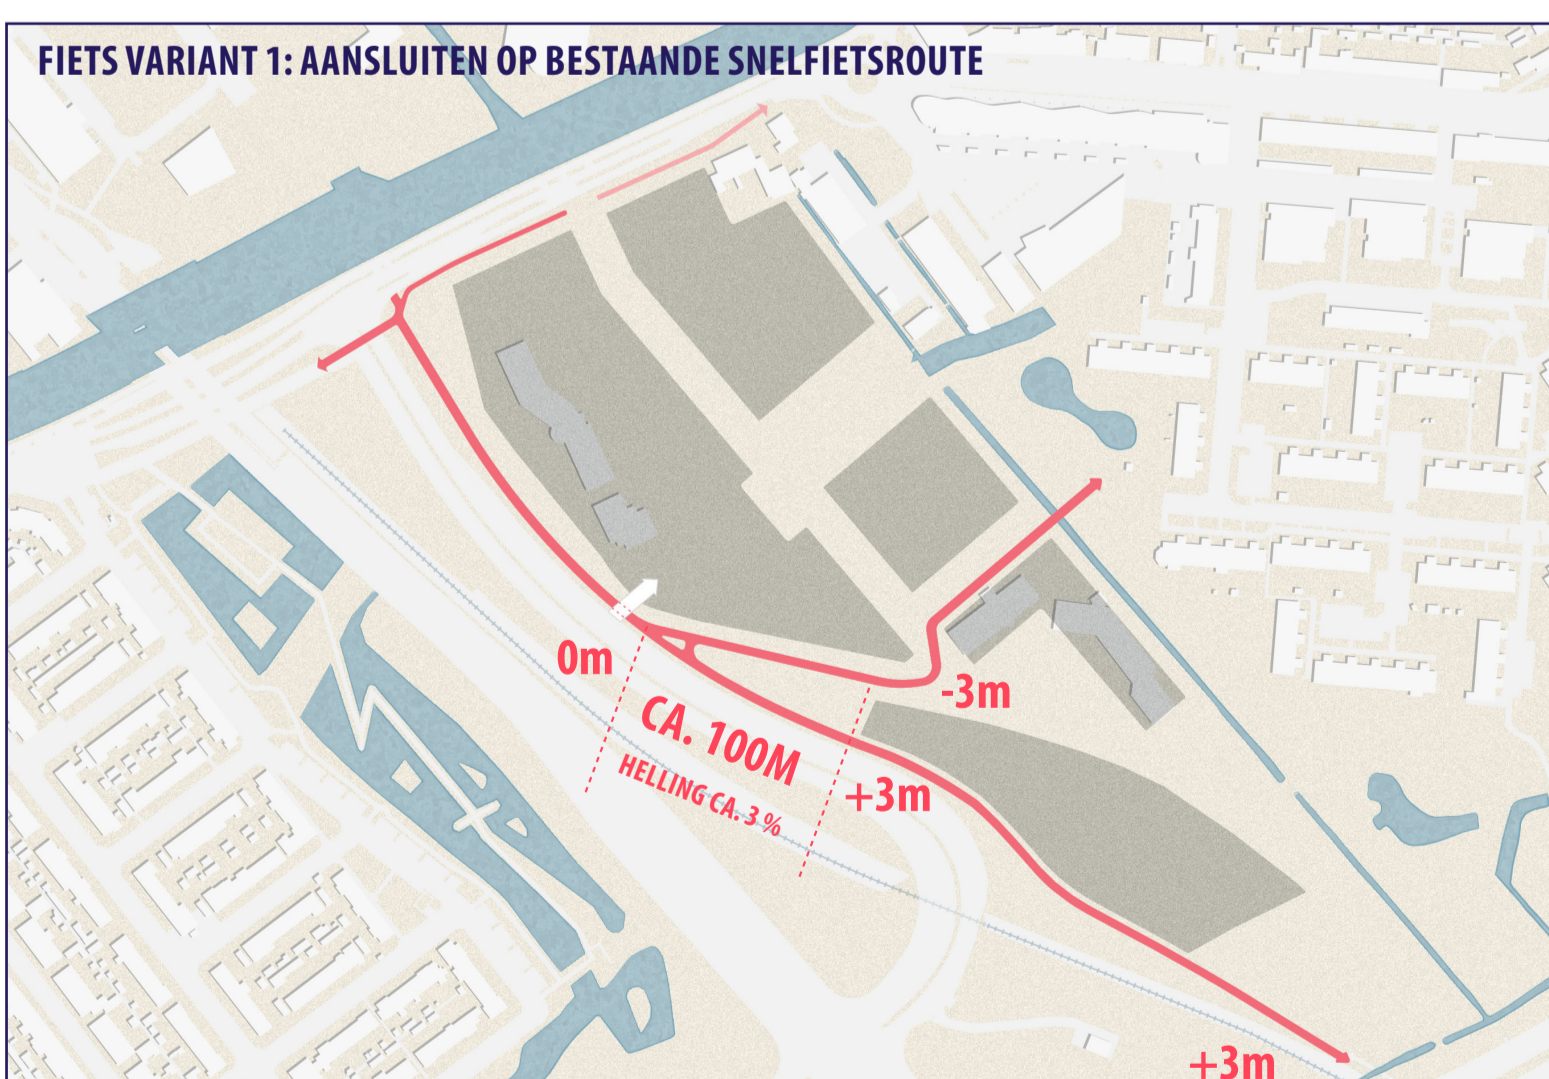 FIETS VARIANT 1: AANSLUITEN OP BESTAANDE SNELFIETSROUTE
0m
-3m
CA. 100M
HELLING CA. 3 %
+3m
+3m